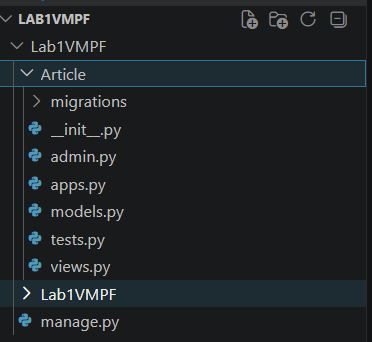 LAB1VMPF
Lab1VMPF
Article
migrations
__init__.py
admin.py
apps.py
models.py
tests.py
views.py
Lab1VMPF
manage.py